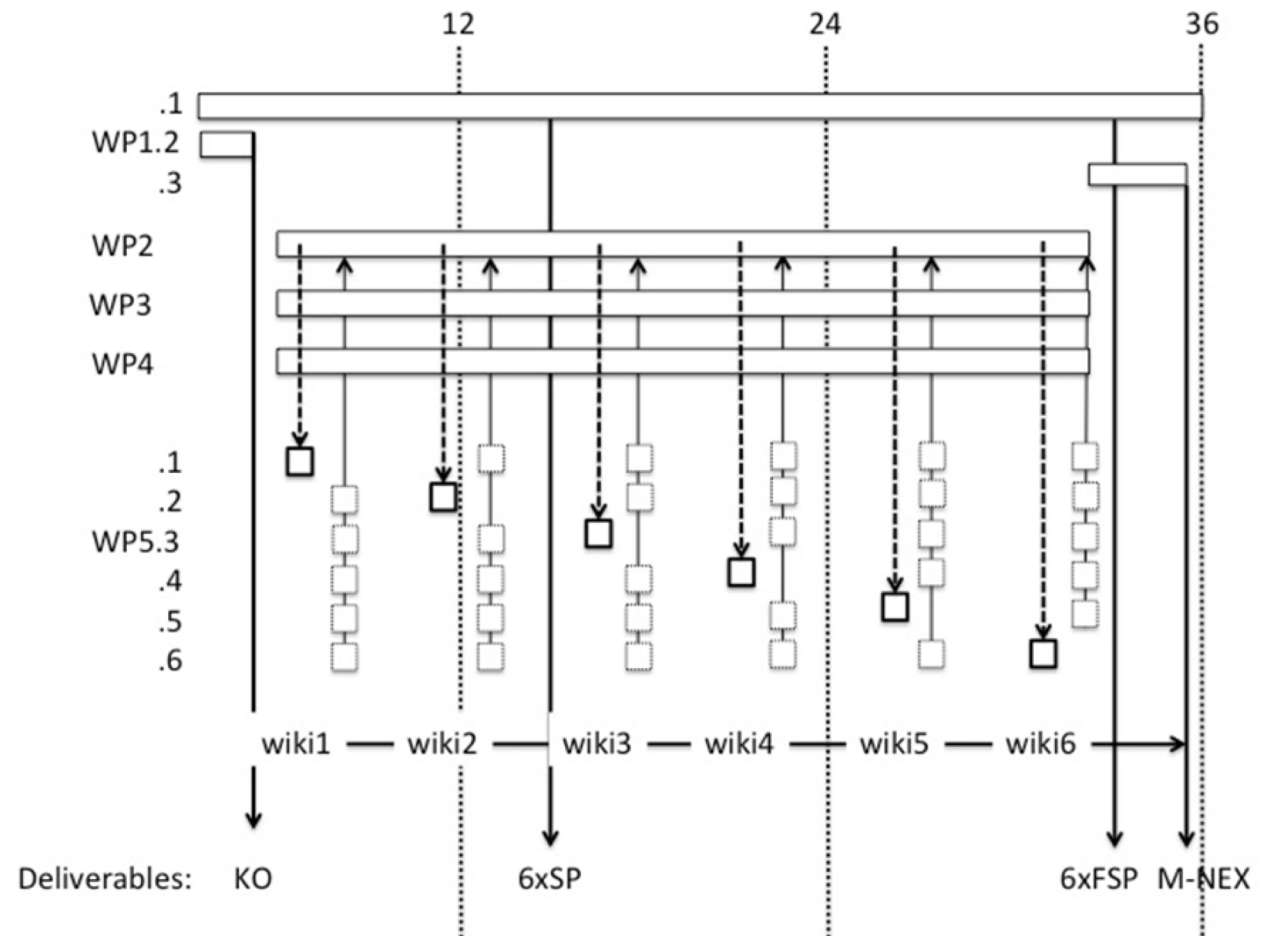 12 24 36
.1
WP1.2
.3
WP2
WP3
WP4
.1
.2
WP5.3
.4
.5
.6
wiki1 wiki2 wiki3 wiki4 wiki5 wiki6
Deliverables: KO 6xSP 6xFSP M-NEX